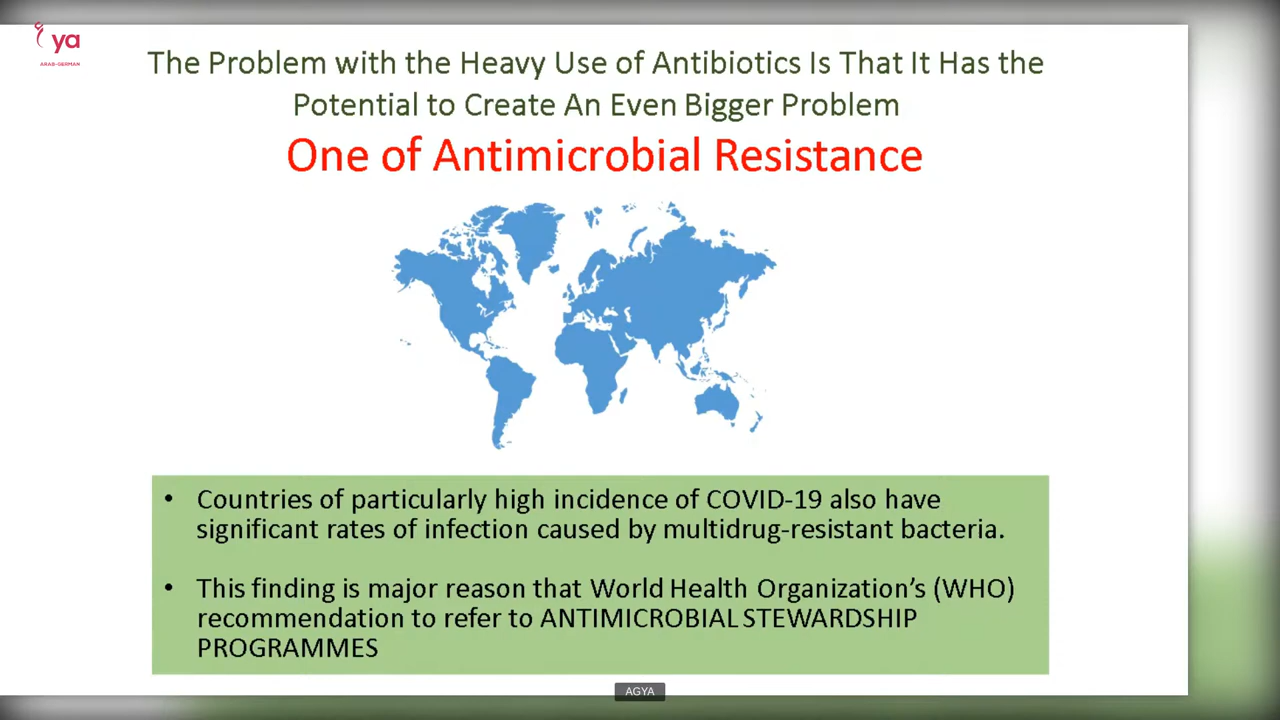 ya
ARAB-GERMAN
The Problem with the Heavy Use of Antibiotics Is That It Has the
Potential to Create An Even Bigger Problem
One of Antimicrobial Resistance
• Countries of particularly high incidence of COVID-19 also have
significant rates of infection caused by multidrug-resistant bacteria.
• This finding is major reason that World Health Organization's (WHO)
recommendation to refer to ANTIMICROBIAL STEWARDSHIP
PROGRAMMES
AGYA